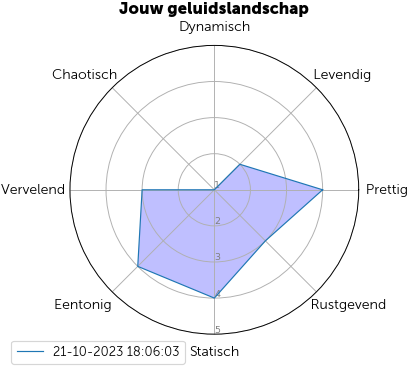 Jouw geluidslandschap
Dynamisch
Chaotisch
Levendig
1
Vervelend
Prettig
2
3
4
Eentonig
Rustgevend
5
21-10-2023 18:06:03
Statisch